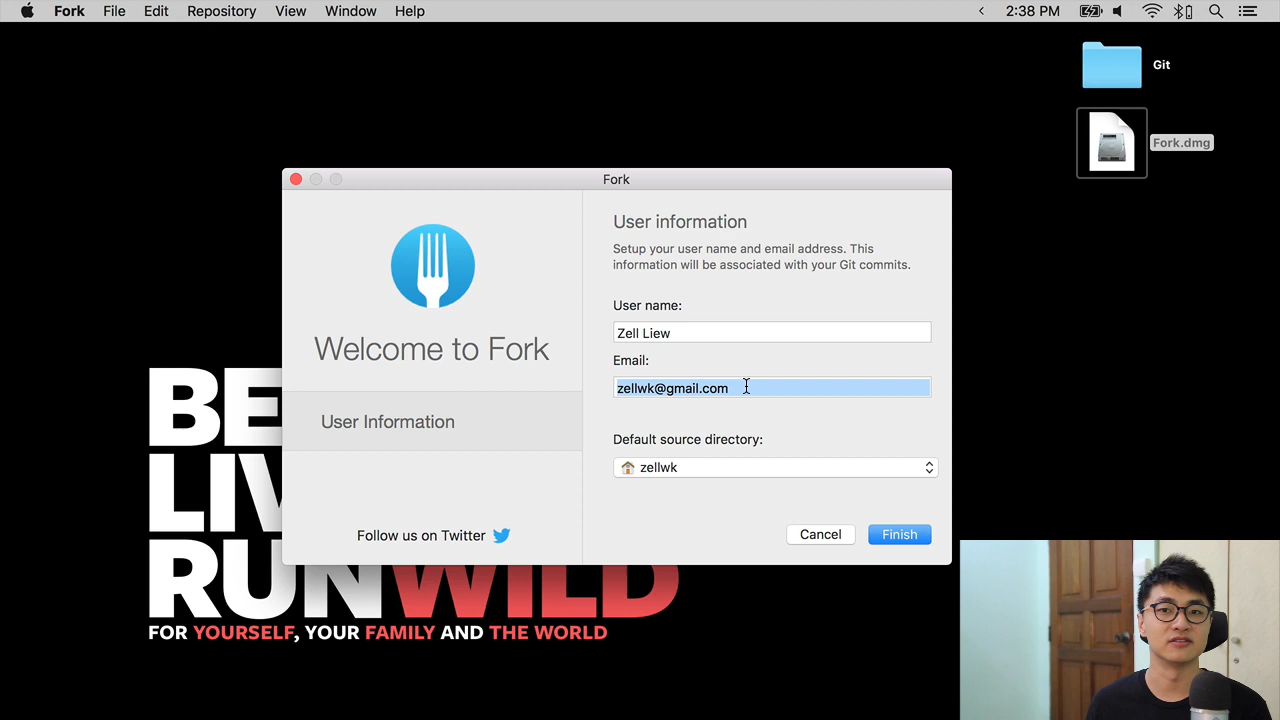 Fork File Edit Repository View Window Help 2:38 PM
Git
Fork.dmg
Fork
Welcome to Fork
User Information
Follow us on Twitter
User information
Setup your user name and email address. This
information will be associated with your Git commits.
User name:
Zell Liew
Email:
zellwk@gmail.com
Default source directory:
zellwk
Cancel Finish
BE
LIV
RUN WILD
FOR YOURSELF, YOUR FAMILY AND THE WORLD